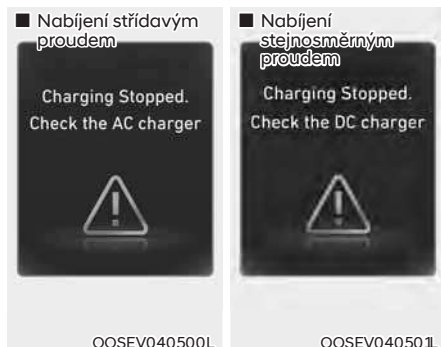 ■ Nabíjení střídavým
proudem
Charging Stopped.
Check the AC charger
OOSEV040500L
■ Nabíjení
stejnosměrným
proudem
Charging Stopped.
Check the DC charger
OOSEV040501L